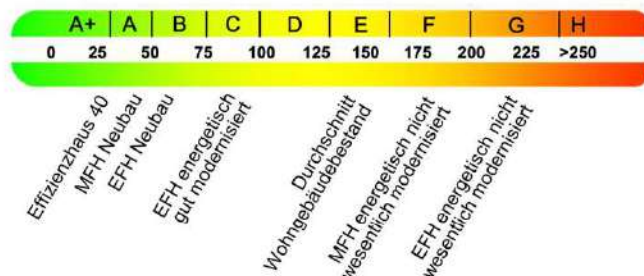 A+ A B C D E F G H
0 25 50 75 100 125 150 175 200 225 >250
Effizienzhaus 40
MFH Neubau
EFH Neubau
EFH energetisch
gut modernisiert
Durchschnitt
Wohngebäudebestand
MFH energetisch nicht
wesentlich modernisiert
EFH energetisch nicht
wesentlich modernisiert